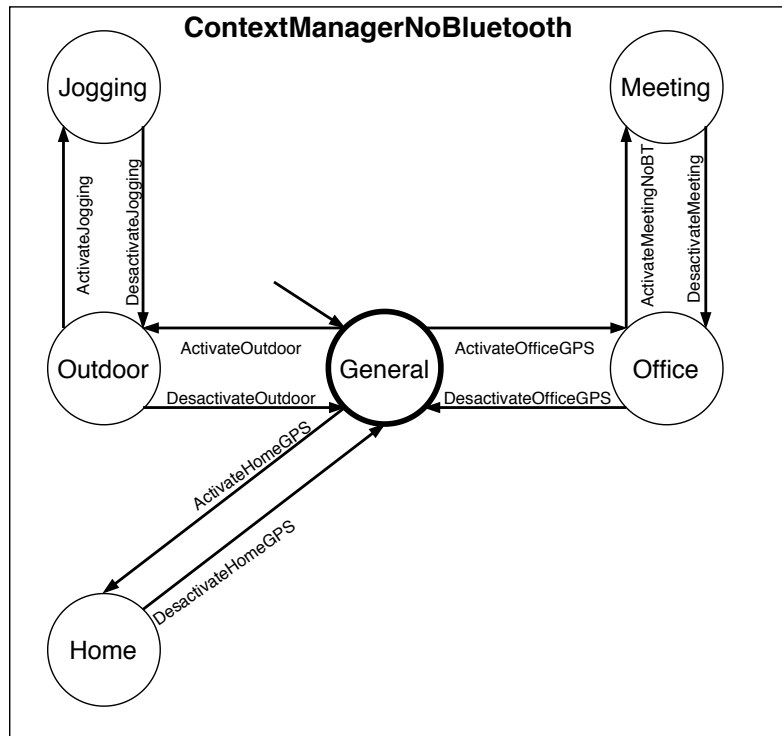 ContextManagerNoBluetooth
Jogging
Meeting
ActivateJogging
DesactivateJogging
ActivateMeetingNoBT
DesactivateMeeting
ActivateOutdoor
ActivateOfficeGPS
Outdoor
General
Office
DesactivateOutdoor
DesactivateOfficeGPS
ActivateHomeGPS
DesactivateHomeGPS
Home